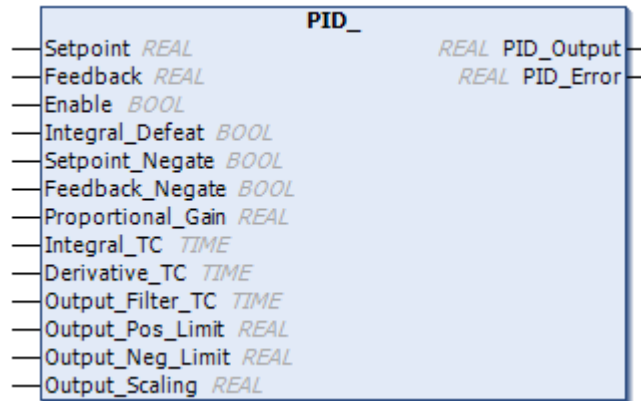 PID_
Setpoint REAL REAL PID_Output
Feedback REAL REAL PID_Error
Enable BOOL
Integral_Defeat BOOL
Setpoint_Negate BOOL
Feedback_Negate BOOL
Proportional_Gain REAL
Integral_TC TIME
Derivative_TC TIME
Output_Filter_TC TIME
Output_Pos_Limit REAL
Output_Neg_Limit REAL
Output_Scaling REAL